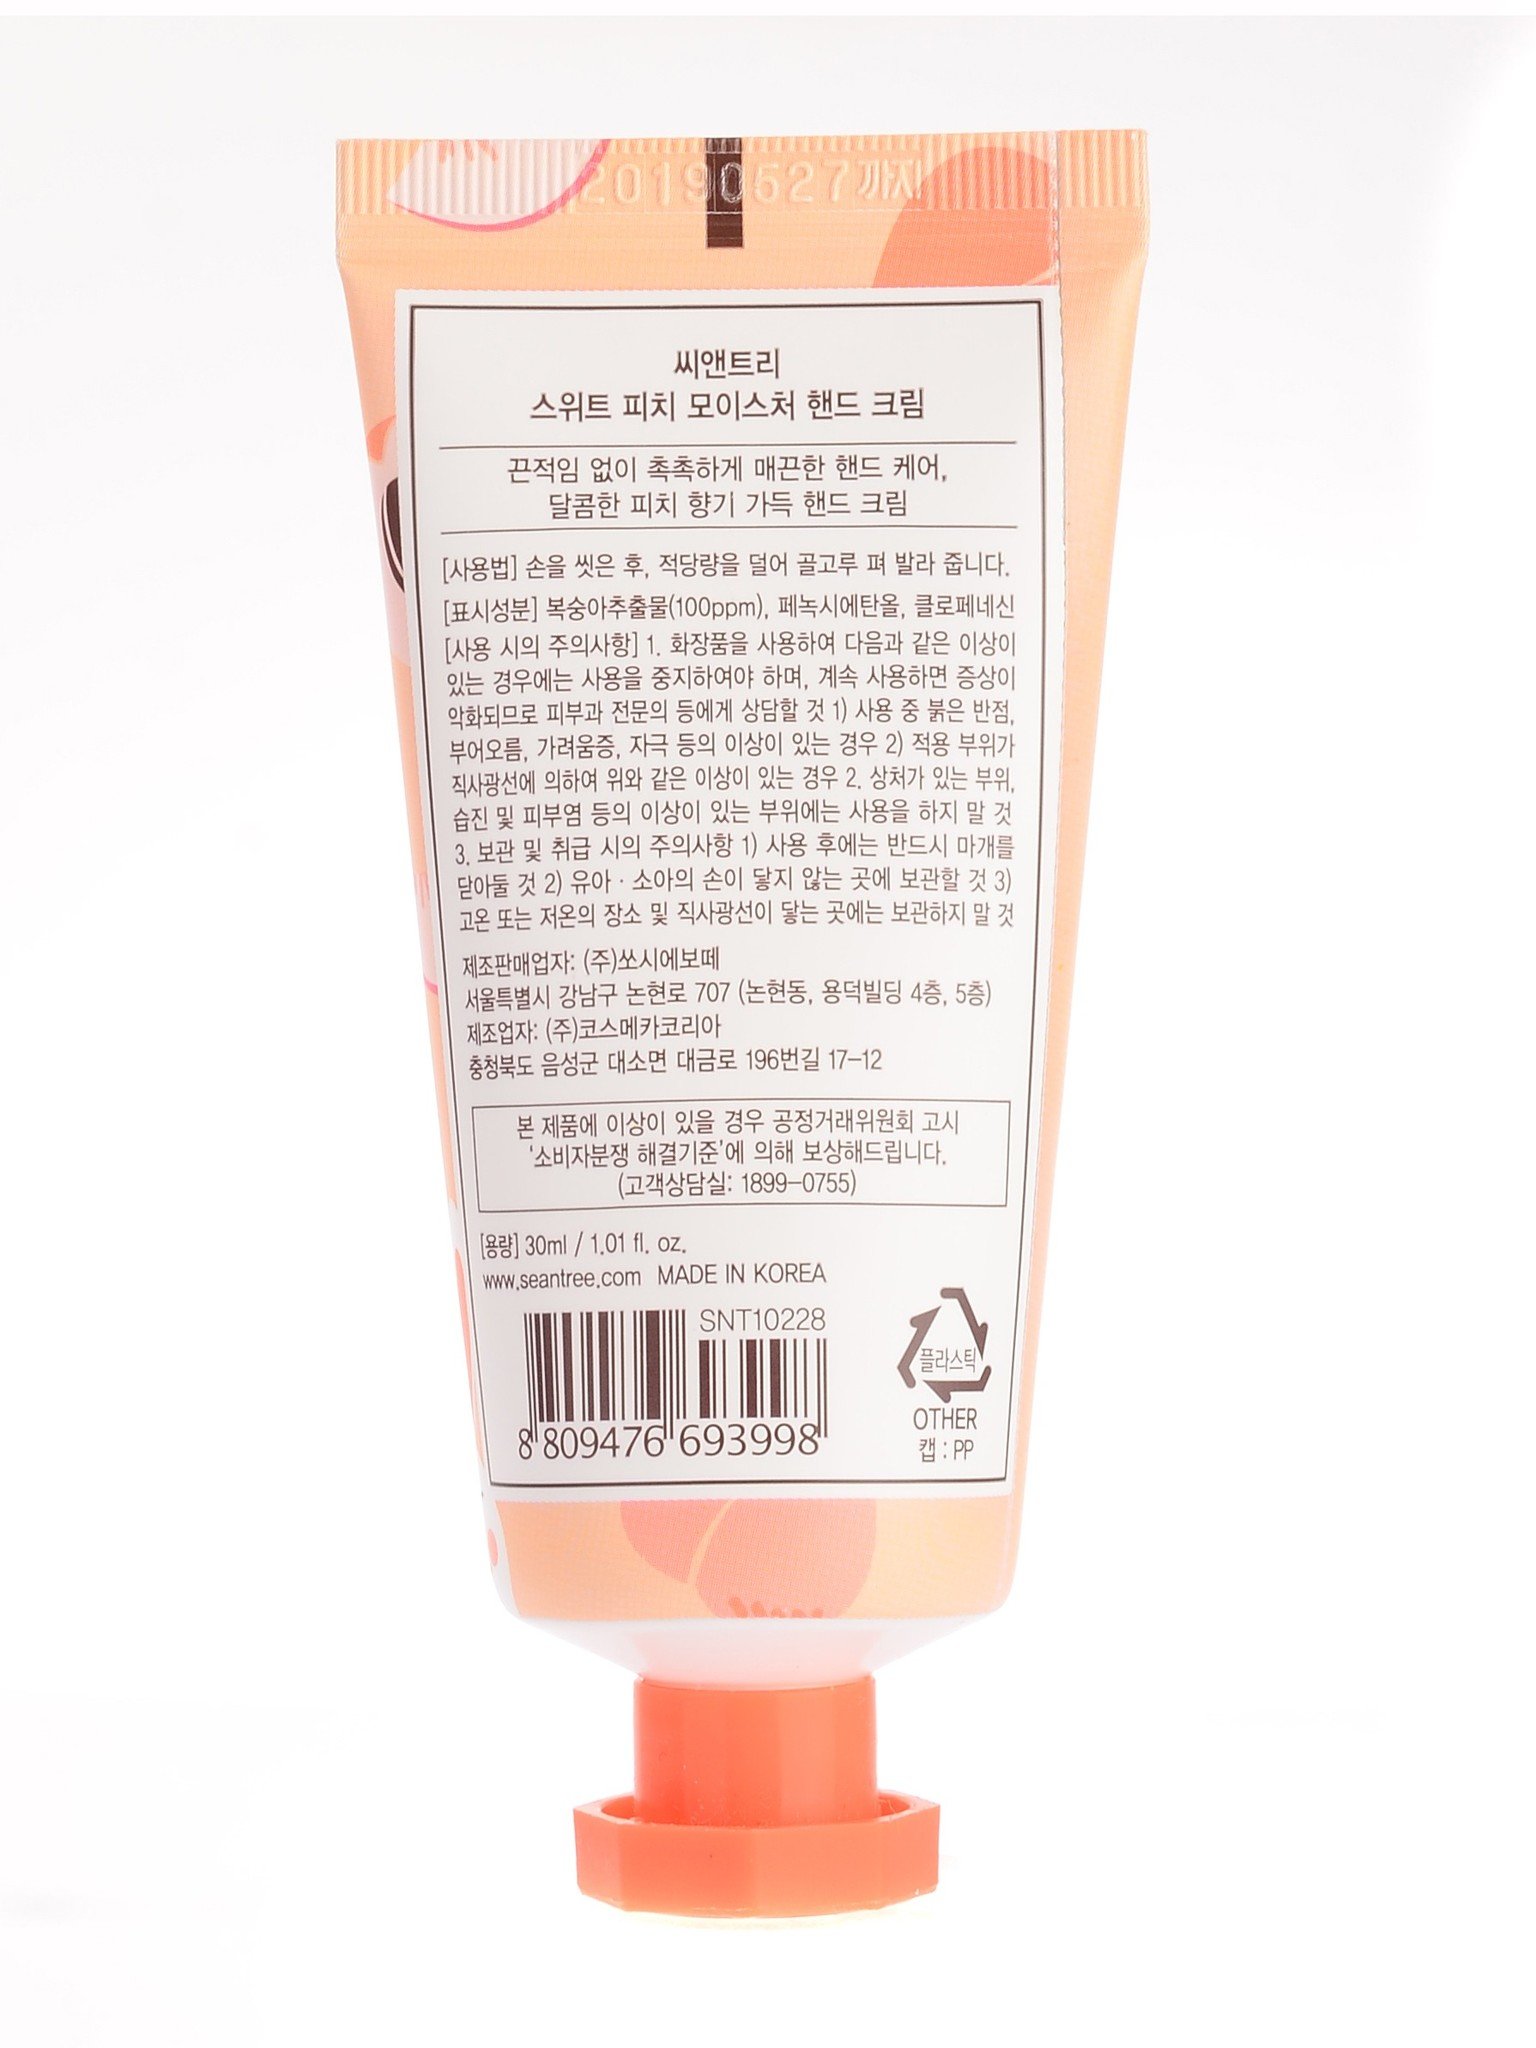 20190527까지
씨앤트리
스위트 피치 모이스처 핸드 크림
끈적임 없이 촉촉하게 매끈한 핸드 케어,
달콤한 피치 향기 가득 핸드 크림
[사용법] 손을 씻은 후, 적당량을 덜어 골고루 펴 발라 줍니다.
[표시성분] 복숭아추출물(100ppm), 페녹시에탄올, 클로페네신
[사용 시의 주의사항] 1. 화장품을 사용하여 다음과 같은 이상이
있는 경우에는 사용을 중지하여야 하며, 계속 사용하면 증상이
악화되므로 피부과 전문의 등에게 상담할 것 1) 사용 중 붉은 반점,
부어오름, 가려움증, 자극 등의 이상이 있는 경우 2) 적용 부위가
직사광선에 의하여 위와 같은 이상이 있는 경우 2. 상처가 있는 부위,
습진 및 피부염 등의 이상이 있는 부위에는 사용을 하지 말 것
3. 보관 및 취급 시의 주의사항 1) 사용 후에는 반드시 마개를
닫아둘 것 2) 유아 · 소아의 손이 닿지 않는 곳에 보관할 것 3)
고온 또는 저온의 장소 및 직사광선이 닿는 곳에는 보관하지 말 것
제조판매업자: (주)쏘시에보떼
서울특별시 강남구 논현로 707 (논현동, 용덕빌딩 4층, 5층)
제조업자: (주)코스메카코리아
충청북도 음성군 대소면 대금로 196번길 17-12
본 제품에 이상이 있을 경우 공정거래위원회 고시
'소비자분쟁 해결기준'에 의해 보상해드립니다.
(고객상담실: 1899-0755)
[용량] 30ml / 1.01 fl. oz.
www.seantree.com MADE IN KOREA
SNT10228
8 809476 693998
플라스틱
OTHER
캡 : PP